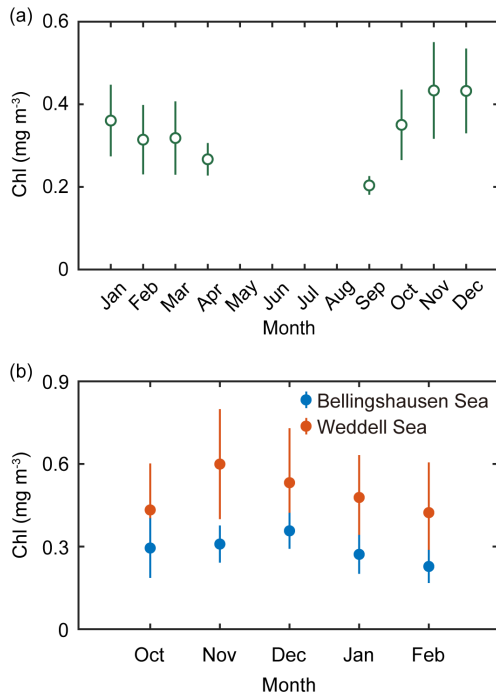 (a)
0.6
0.4
0.2
0
Chl (mg m⁻³)
Jan Feb Mar Apr May Jun Jul Aug Sep Oct Nov Dec
Month
(b)
0.9
0.6
0.3
0
Chl (mg m⁻³)
Bellingshausen Sea
Weddell Sea
Oct Nov Dec Jan Feb
Month